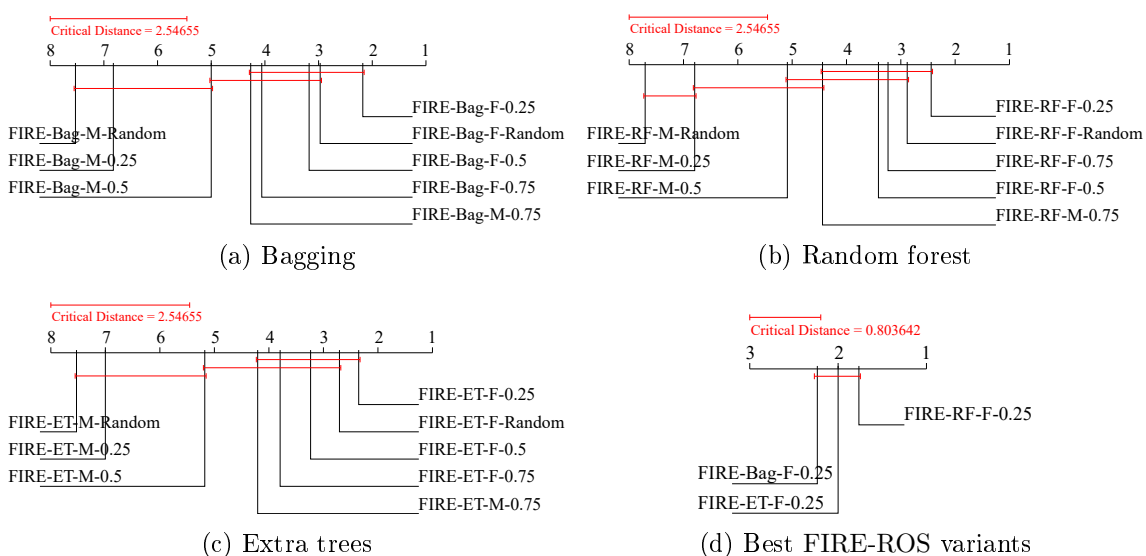 Critical Distance = 2.54655
8 7 6 5 4 3 2 1
FIRE-Bag-F-0.25
FIRE-Bag-M-Random FIRE-Bag-F-Random
FIRE-Bag-M-0.25 FIRE-Bag-F-0.5
FIRE-Bag-M-0.5 FIRE-Bag-F-0.75
FIRE-Bag-M-0.75
(a) Bagging
Critical Distance = 2.54655
8 7 6 5 4 3 2 1
FIRE-RF-F-0.25
FIRE-RF-M-Random FIRE-RF-F-Random
FIRE-RF-M-0.25 FIRE-RF-F-0.75
FIRE-RF-M-0.5 FIRE-RF-F-0.5
FIRE-RF-M-0.75
(b) Random forest
Critical Distance = 2.54655
8 7 6 5 4 3 2 1
FIRE-ET-F-0.25
FIRE-ET-M-Random FIRE-ET-F-Random
FIRE-ET-M-0.25 FIRE-ET-F-0.5
FIRE-ET-M-0.5 FIRE-ET-F-0.75
FIRE-ET-M-0.75
(c) Extra trees
Critical Distance = 0.803642
3 2 1
FIRE-RF-F-0.25
FIRE-Bag-F-0.25
FIRE-ET-F-0.25
(d) Best FIRE-ROS variants